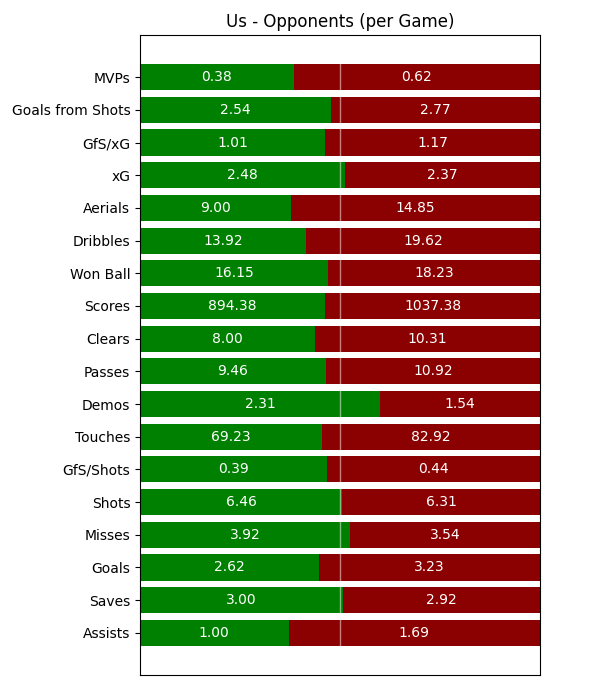 Us - Opponents (per Game)
MVPs 0.38 0.62
Goals from Shots 2.54 2.77
GfS/xG 1.01 1.17
xG 2.48 2.37
Aerials 9.00 14.85
Dribbles 13.92 19.62
Won Ball 16.15 18.23
Scores 894.38 1037.38
Clears 8.00 10.31
Passes 9.46 10.92
Demos 2.31 1.54
Touches 69.23 82.92
GfS/Shots 0.39 0.44
Shots 6.46 6.31
Misses 3.92 3.54
Goals 2.62 3.23
Saves 3.00 2.92
Assists 1.00 1.69